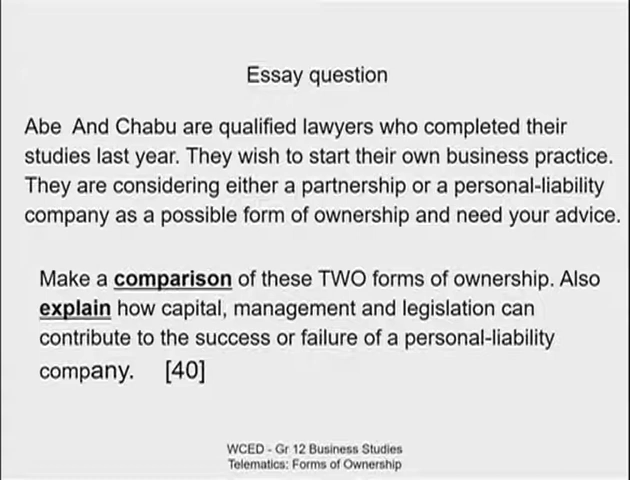 Essay question
Abe And Chabu are qualified lawyers who completed their
studies last year. They wish to start their own business practice.
They are considering either a partnership or a personal-liability
company as a possible form of ownership and need your advice.
Make a comparison of these TWO forms of ownership. Also
explain how capital, management and legislation can
contribute to the success or failure of a personal-liability
company. [40]
WCED - Gr 12 Business Studies
Telematics: Forms of Ownership